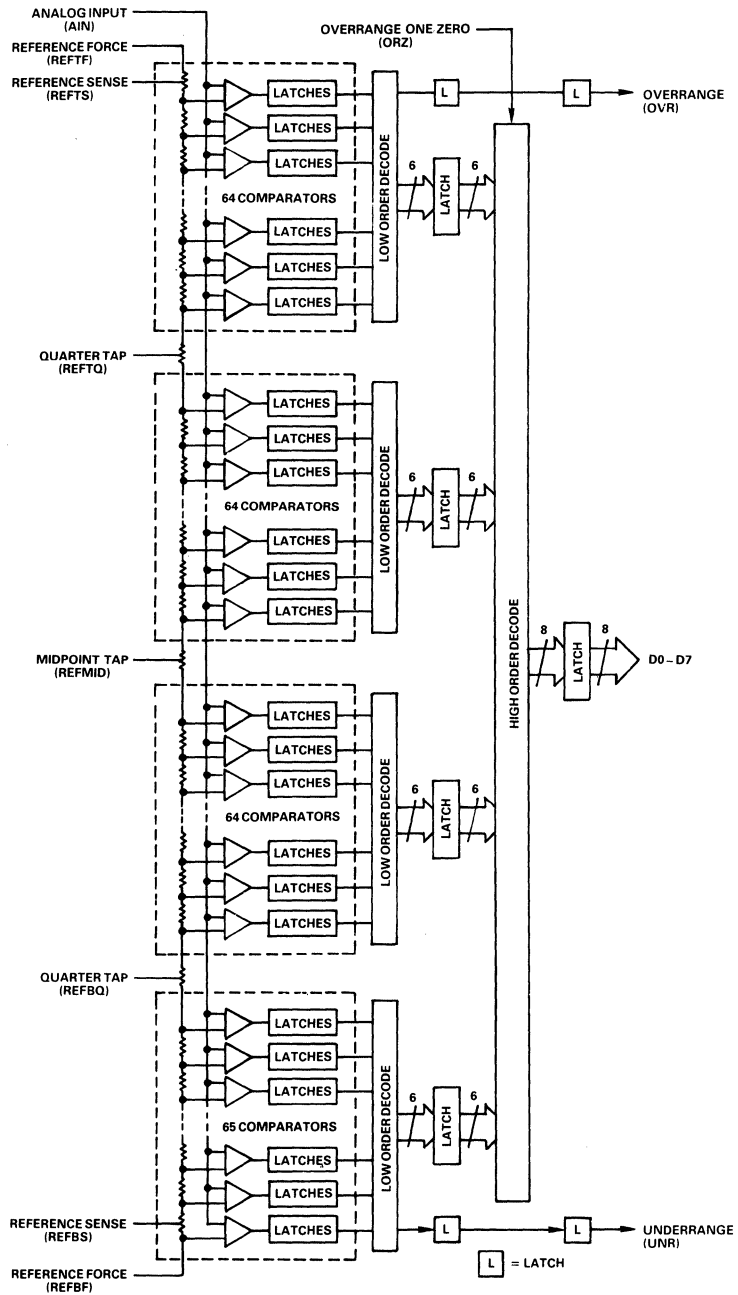 ANALOG INPUT
(AIN)
REFERENCE FORCE
(REFTF)
REFERENCE SENSE
(REFTS)
OVERRANGE ONE ZERO
(ORZ)
LATCHES
LATCHES
LATCHES
64 COMPARATORS
LATCHES
LATCHES
LATCHES
LOW ORDER DECODE
L
L
OVERRANGE
(OVR)
6
LATCH
6
QUARTER TAP
(REFTQ)
LATCHES
LATCHES
LATCHES
64 COMPARATORS
LATCHES
LATCHES
LATCHES
LOW ORDER DECODE
6
LATCH
6
HIGH ORDER DECODE
8
LATCH
8
D0~D7
MIDPOINT TAP
(REFMID)
LATCHES
LATCHES
LATCHES
64 COMPARATORS
LATCHES
LATCHES
LATCHES
LOW ORDER DECODE
6
LATCH
6
QUARTER TAP
(REFBQ)
LATCHES
LATCHES
LATCHES
65 COMPARATORS
LATCHES
LATCHES
LATCHES
LOW ORDER DECODE
6
LATCH
6
REFERENCE SENSE
(REFBS)
REFERENCE FORCE
(REFBF)
L
L
UNDERRANGE
(UNR)
L = LATCH